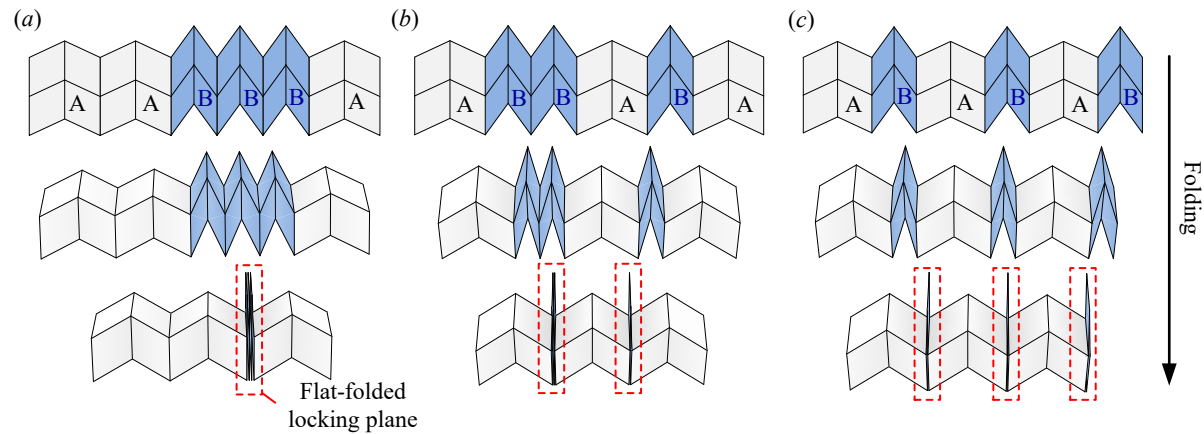 (a)
A A B B B A
(b)
A B B A B A
(c)
A B A B A B
Folding
Flat-folded
locking plane